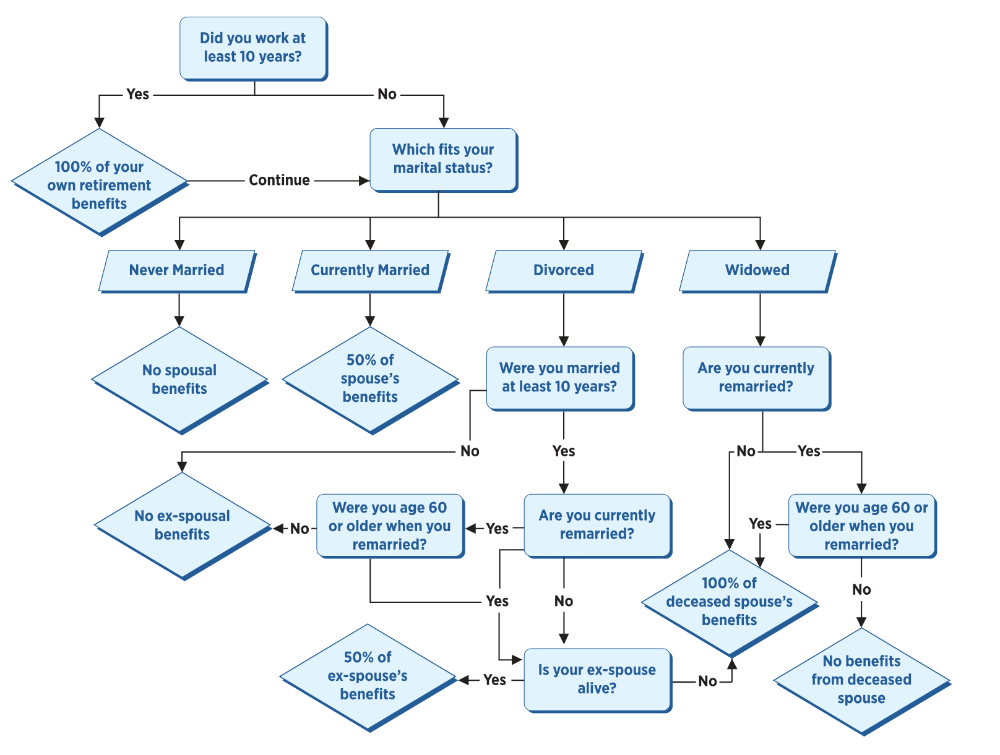 Did you work at
least 10 years?
Yes
No
100% of your
own retirement
benefits
Continue
Which fits your
marital status?
Never Married
Currently Married
Divorced
Widowed
No spousal
benefits
50% of
spouse's
benefits
Were you married
at least 10 years?
Are you currently
remarried?
No
Yes
No
Yes
No ex-spousal
benefits
No
Were you age 60
or older when you
remarried?
Yes
Are you currently
remarried?
Yes
Were you age 60 or
older when you
remarried?
Yes
No
100% of
deceased spouse's
benefits
No
50% of
ex-spouse's
benefits
Yes
Is your ex-spouse
alive?
No
No benefits
from deceased
spouse